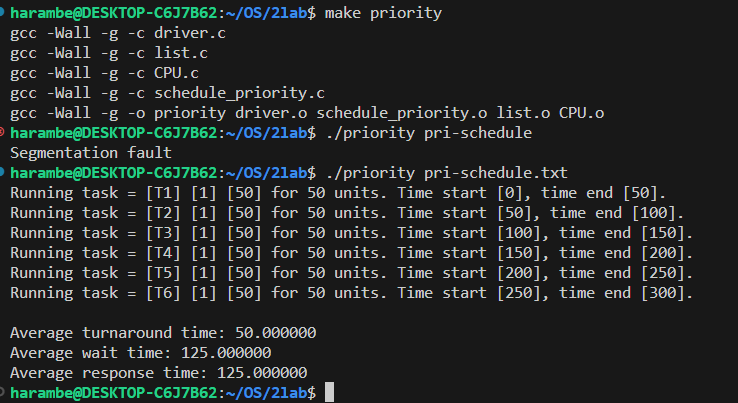 harambe@DESKTOP-C6J7B62:~/OS/2lab$ make priority
gcc -Wall -g -c driver.c
gcc -Wall -g -c list.c
gcc -Wall -g -c CPU.c
gcc -Wall -g -c schedule_priority.c
gcc -Wall -g -o priority driver.o schedule_priority.o list.o CPU.o
harambe@DESKTOP-C6J7B62:~/OS/2lab$ ./priority pri-schedule
Segmentation fault
harambe@DESKTOP-C6J7B62:~/OS/2lab$ ./priority pri-schedule.txt
Running task = [T1] [1] [50] for 50 units. Time start [0], time end [50].
Running task = [T2] [1] [50] for 50 units. Time start [50], time end [100].
Running task = [T3] [1] [50] for 50 units. Time start [100], time end [150].
Running task = [T4] [1] [50] for 50 units. Time start [150], time end [200].
Running task = [T5] [1] [50] for 50 units. Time start [200], time end [250].
Running task = [T6] [1] [50] for 50 units. Time start [250], time end [300].
Average turnaround time: 50.000000
Average wait time: 125.000000
Average response time: 125.000000
harambe@DESKTOP-C6J7B62:~/OS/2lab$